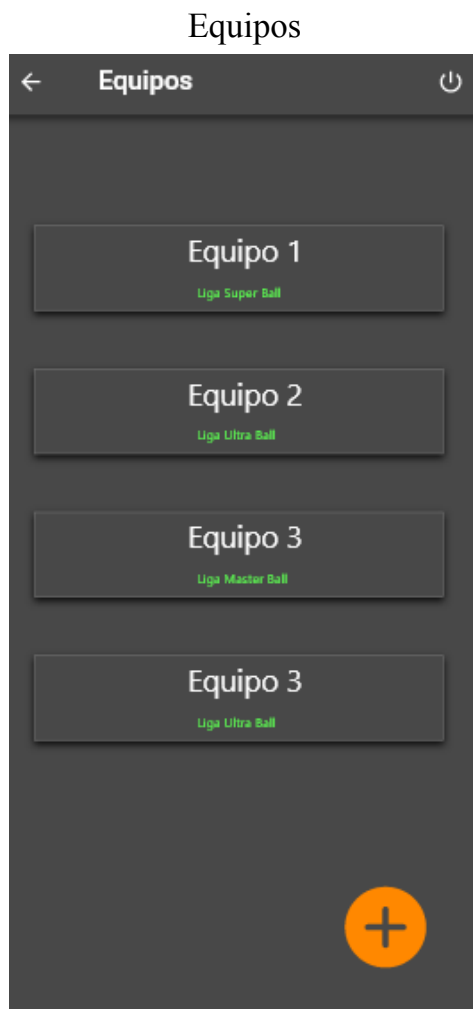 Equipos
Equipos
Equipo 1
Liga Super Ball
Equipo 2
Liga Ultra Ball
Equipo 3
Liga Master Ball
Equipo 3
Liga Ultra Ball